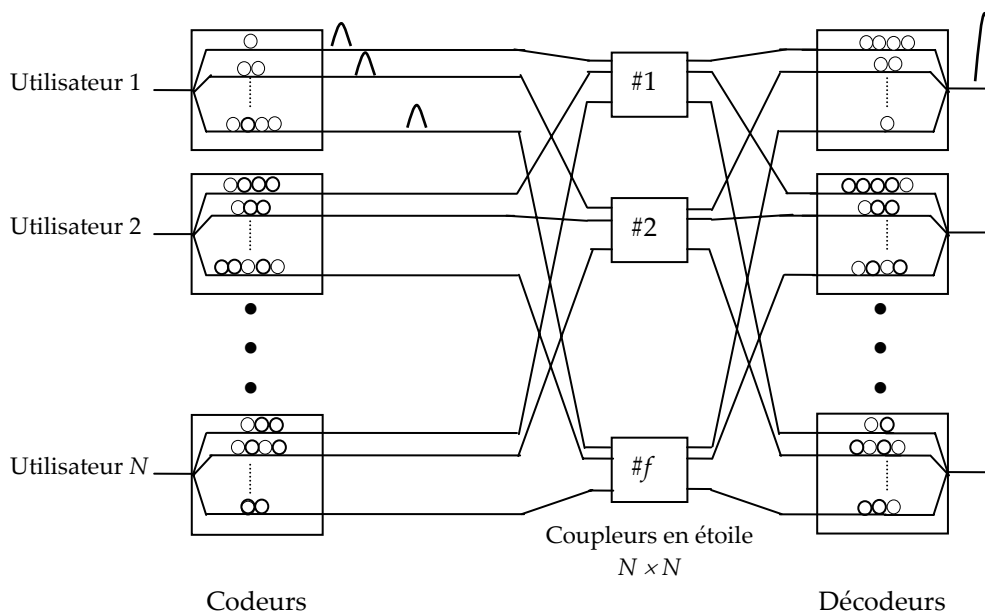 Utilisateur 1
#1
Utilisateur 2
#2
Utilisateur N
#f
Coupleurs en étoile
N × N
Codeurs
Décodeurs